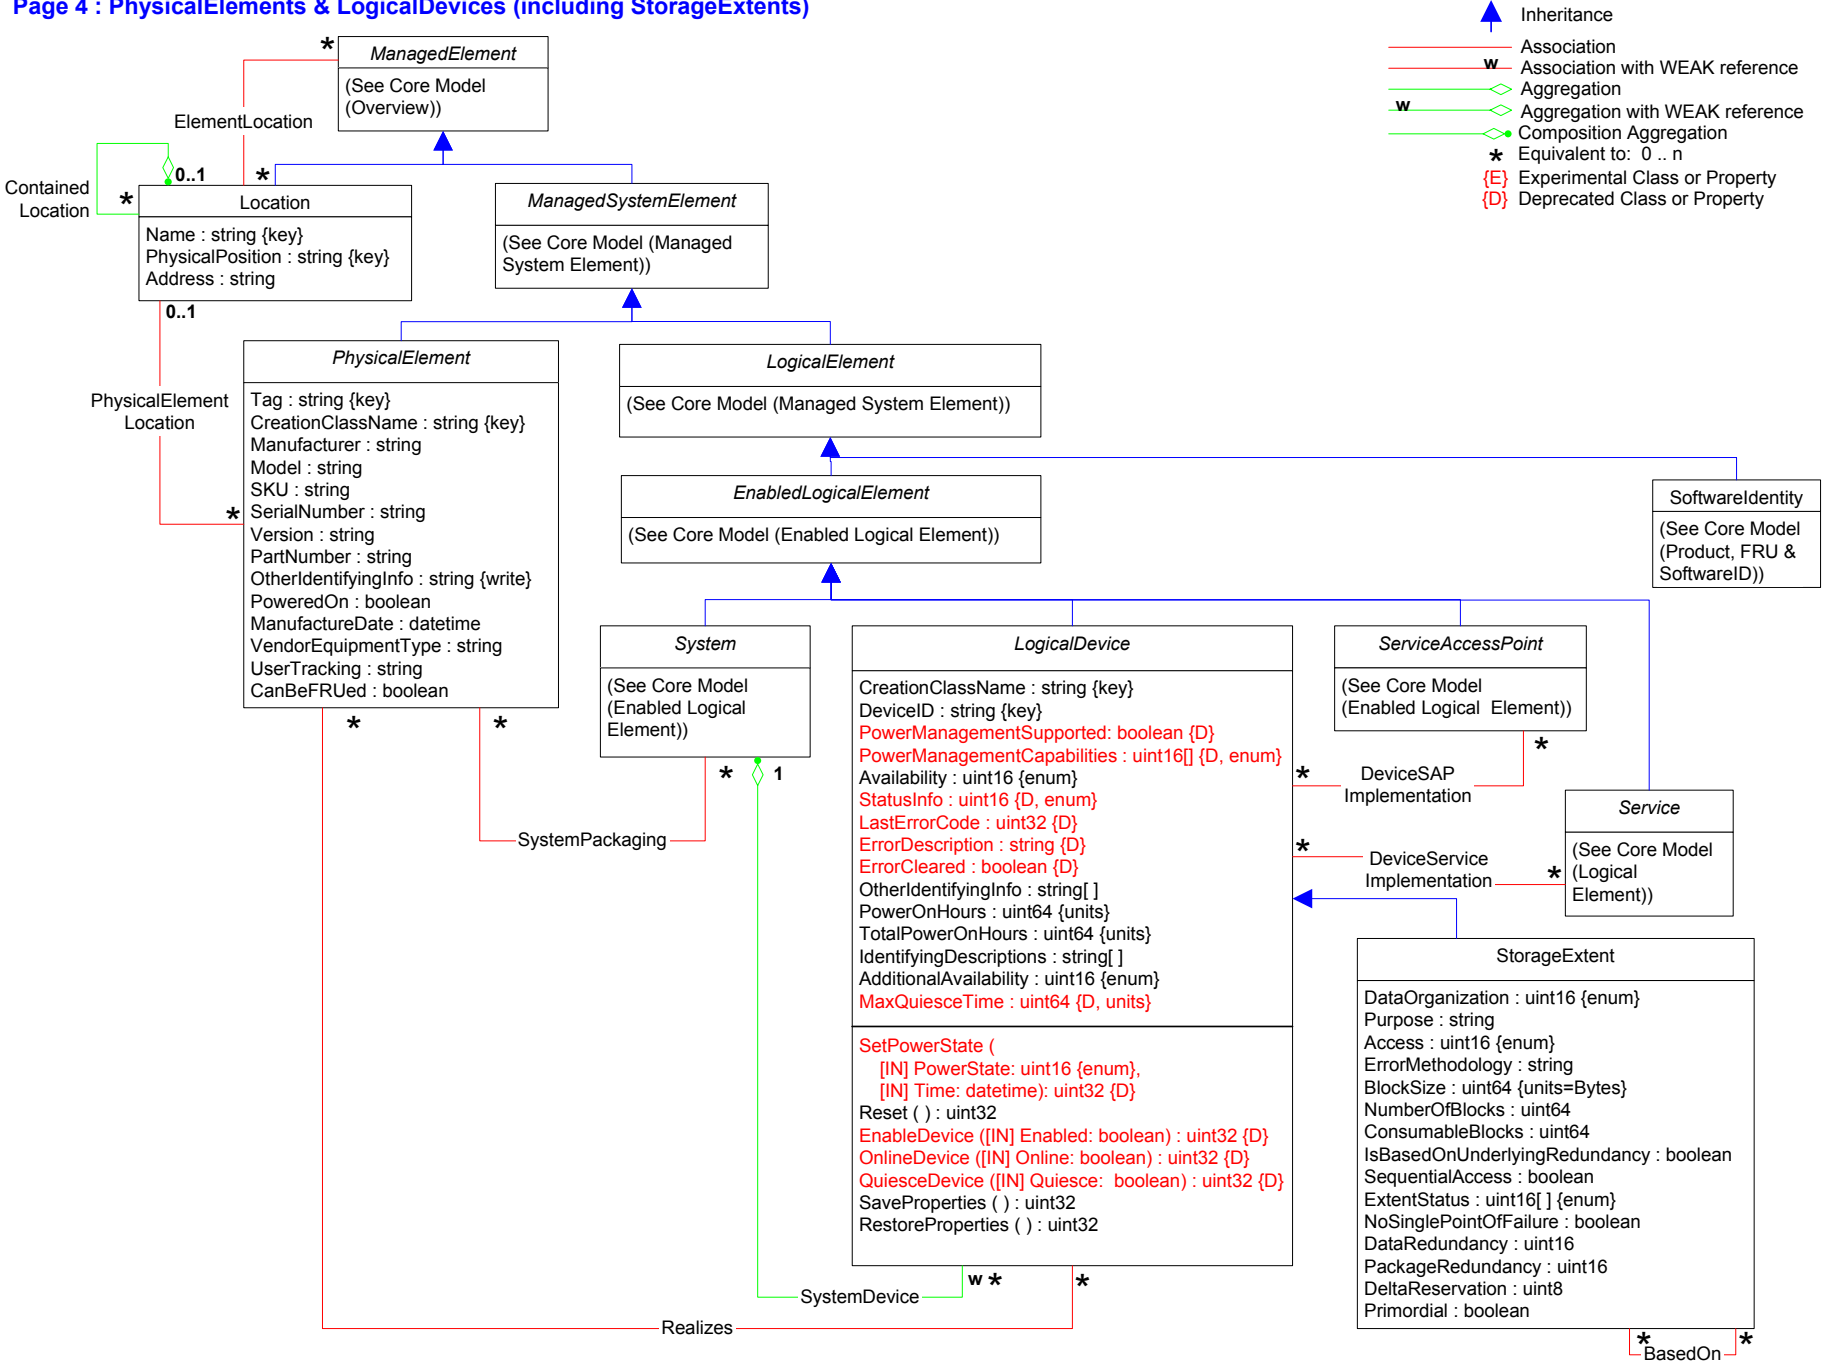 Page 4 : PhysicalElements & LogicalDevices (including StorageExtents)
Inheritance
Association
w
Association with WEAK reference
Aggregation
w
Aggregation with WEAK reference
Composition Aggregation
* Equivalent to: 0 .. n
{E} Experimental Class or Property
{D} Deprecated Class or Property
*
ManagedElement
(See Core Model
(Overview))
ElementLocation
Contained
Location
0..1
*
*
Location
Name : string {key}
PhysicalPosition : string {key}
Address : string
0..1
ManagedSystemElement
(See Core Model (Managed
System Element))
PhysicalElement
Location
*
PhysicalElement
Tag : string {key}
CreationClassName : string {key}
Manufacturer : string
Model : string
SKU : string
SerialNumber : string
Version : string
PartNumber : string
OtherIdentifyingInfo : string {write}
PoweredOn : boolean
ManufactureDate : datetime
VendorEquipmentType : string
UserTracking : string
CanBeFRUed : boolean
*
*
LogicalElement
(See Core Model (Managed System Element))
EnabledLogicalElement
(See Core Model (Enabled Logical Element))
SoftwareIdentity
(See Core Model
(Product, FRU &
SoftwareID))
System
(See Core Model
(Enabled Logical
Element))
*
1
SystemPackaging
LogicalDevice
CreationClassName : string {key}
DeviceID : string {key}
PowerManagementSupported: boolean {D}
PowerManagementCapabilities : uint16[] {D, enum}
Availability : uint16 {enum}
StatusInfo : uint16 {D, enum}
LastErrorCode : uint32 {D}
ErrorDescription : string {D}
ErrorCleared : boolean {D}
OtherIdentifyingInfo : string[ ]
PowerOnHours : uint64 {units}
TotalPowerOnHours : uint64 {units}
IdentifyingDescriptions : string[ ]
AdditionalAvailability : uint16 {enum}
MaxQuiesceTime : uint64 {D, units}
SetPowerState (
[IN] PowerState: uint16 {enum},
[IN] Time: datetime): uint32 {D}
Reset ( ) : uint32
EnableDevice ([IN] Enabled: boolean) : uint32 {D}
OnlineDevice ([IN] Online: boolean) : uint32 {D}
QuiesceDevice ([IN] Quiesce: boolean) : uint32 {D}
SaveProperties ( ) : uint32
RestoreProperties ( ) : uint32
w *
*
SystemDevice
Realizes
ServiceAccessPoint
(See Core Model
(Enabled Logical Element))
*
*
DeviceSAP
Implementation
*
DeviceService
Implementation
*
Service
(See Core Model
(Logical
Element))
StorageExtent
DataOrganization : uint16 {enum}
Purpose : string
Access : uint16 {enum}
ErrorMethodology : string
BlockSize : uint64 {units=Bytes}
NumberOfBlocks : uint64
ConsumableBlocks : uint64
IsBasedOnUnderlyingRedundancy : boolean
SequentialAccess : boolean
ExtentStatus : uint16[ ] {enum}
NoSinglePointOfFailure : boolean
DataRedundancy : uint16
PackageRedundancy : uint16
DeltaReservation : uint8
Primordial : boolean
*
*
BasedOn